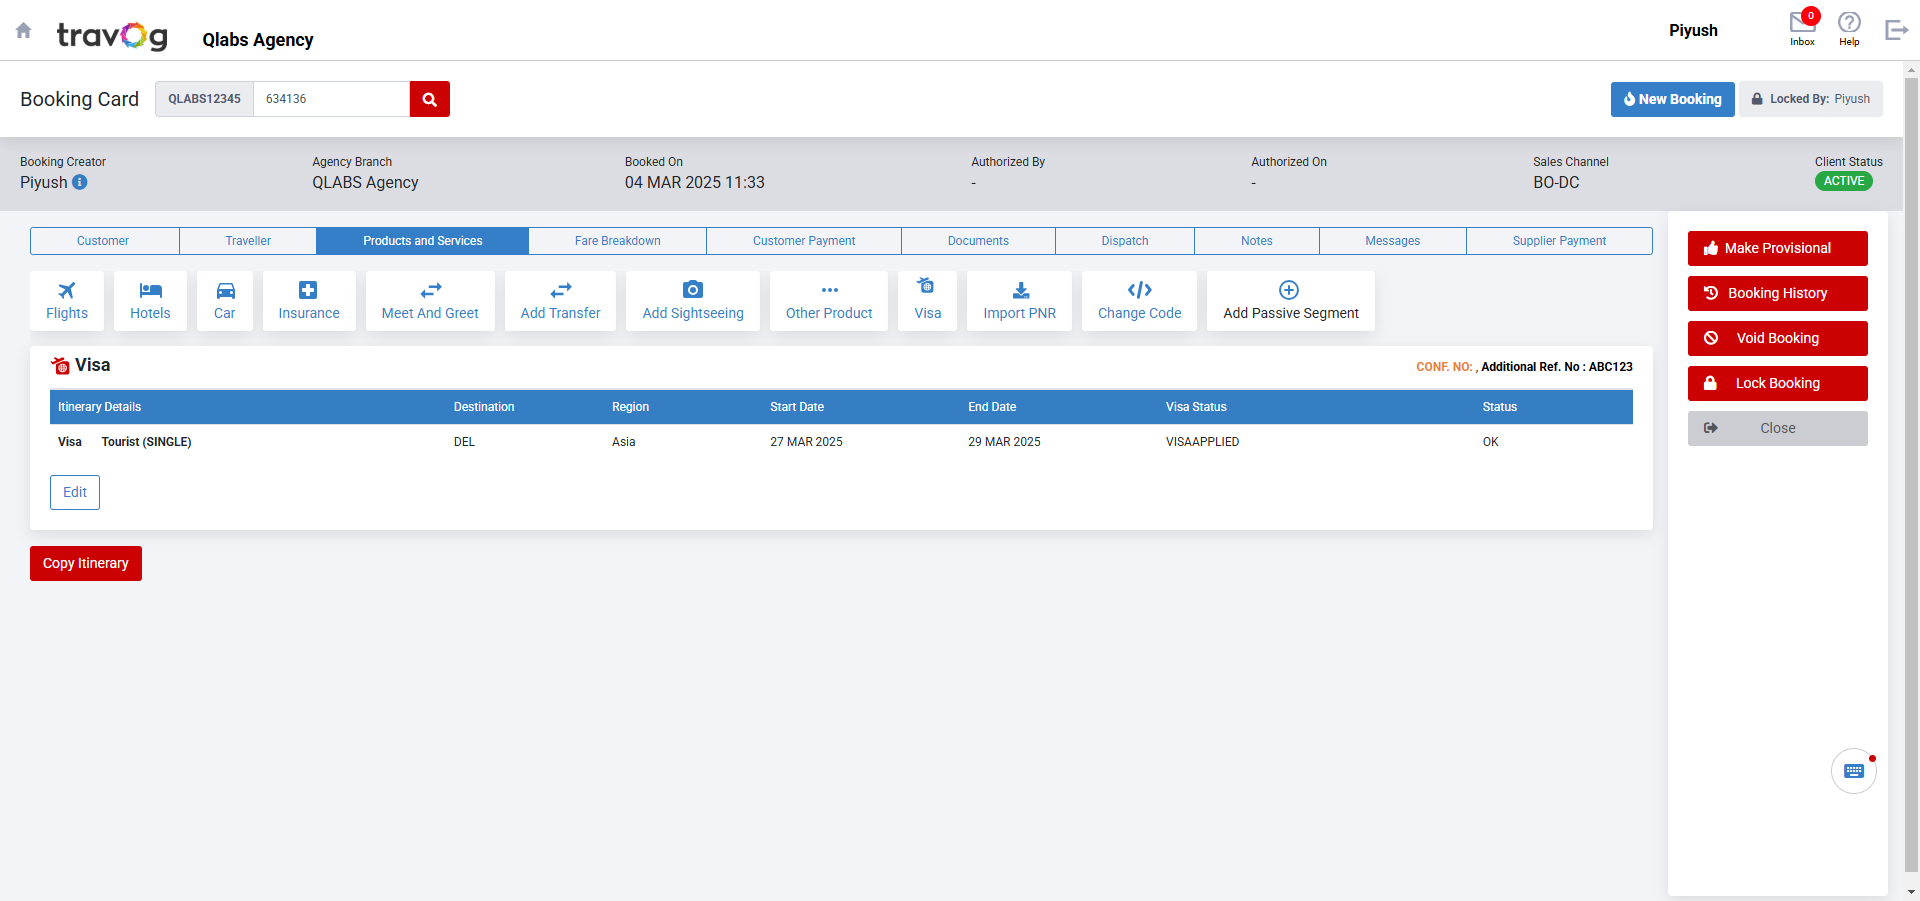 travog
Qlabs Agency
Piyush
0
Inbox
Help
Booking Card
QLABS12345
634136
New Booking
Locked By: Piyush
Booking Creator
Piyush
Agency Branch
QLABS Agency
Booked On
04 MAR 2025 11:33
Authorized By
-
Authorized On
-
Sales Channel
BO-DC
Client Status
ACTIVE
Customer
Traveller
Products and Services
Fare Breakdown
Customer Payment
Documents
Dispatch
Notes
Messages
Supplier Payment
Flights
Hotels
Car
Insurance
Meet And Greet
Add Transfer
Add Sightseeing
Other Product
Visa
Import PNR
Change Code
Add Passive Segment
Visa
CONF. NO: , Additional Ref. No : ABC123
Itinerary Details Destination Region Start Date End Date Visa Status Status
Visa Tourist (SINGLE) DEL Asia 27 MAR 2025 29 MAR 2025 VISAAPPLIED OK
Edit
Copy Itinerary
Make Provisional
Booking History
Void Booking
Lock Booking
Close